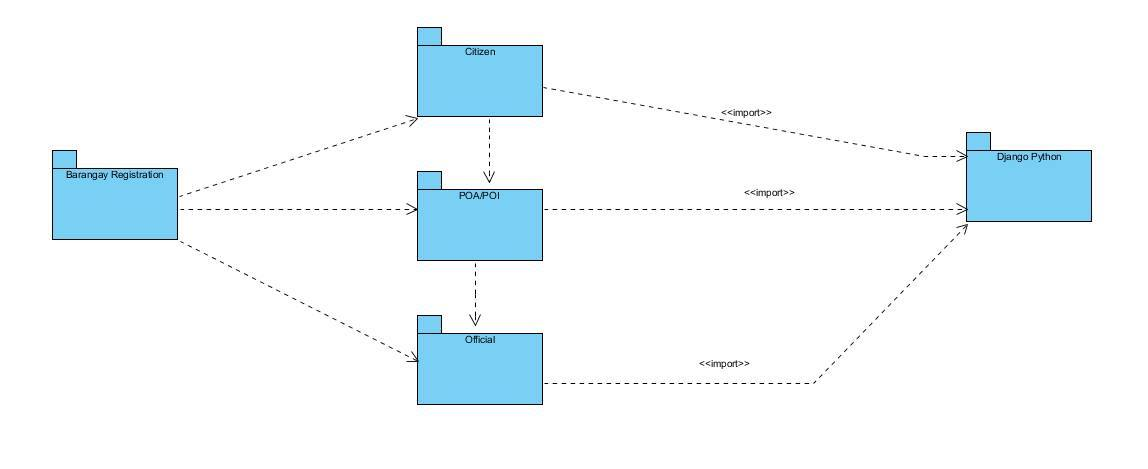 Citizen
<<import>>
Django Python
Barangay Registration
POA/POI
<<import>>
Official
<<import>>